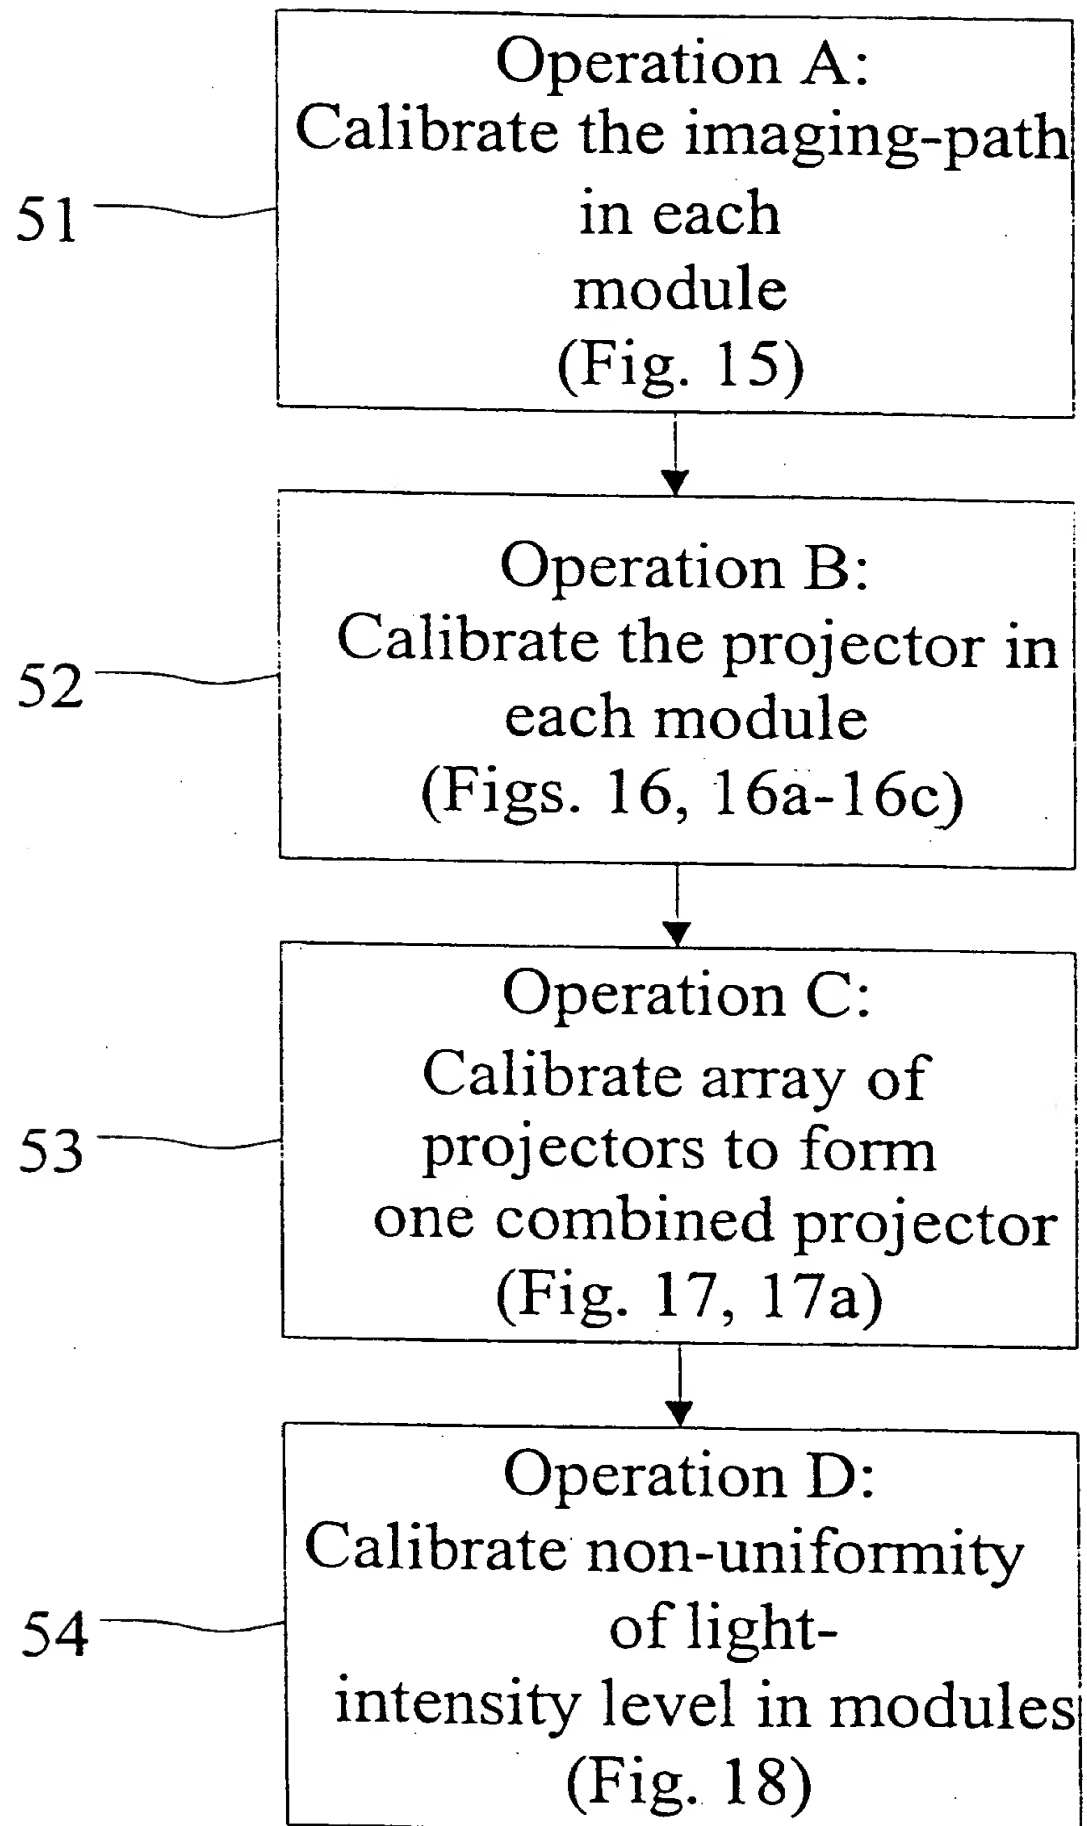 Operation A:
Calibrate the imaging-path
in each
module
(Fig. 15)
51
Operation B:
Calibrate the projector in
each module
(Figs. 16, 16a-16c)
52
Operation C:
Calibrate array of
projectors to form
one combined projector
(Fig. 17, 17a)
53
Operation D:
Calibrate non-uniformity
of light-
intensity level in modules
(Fig. 18)
54